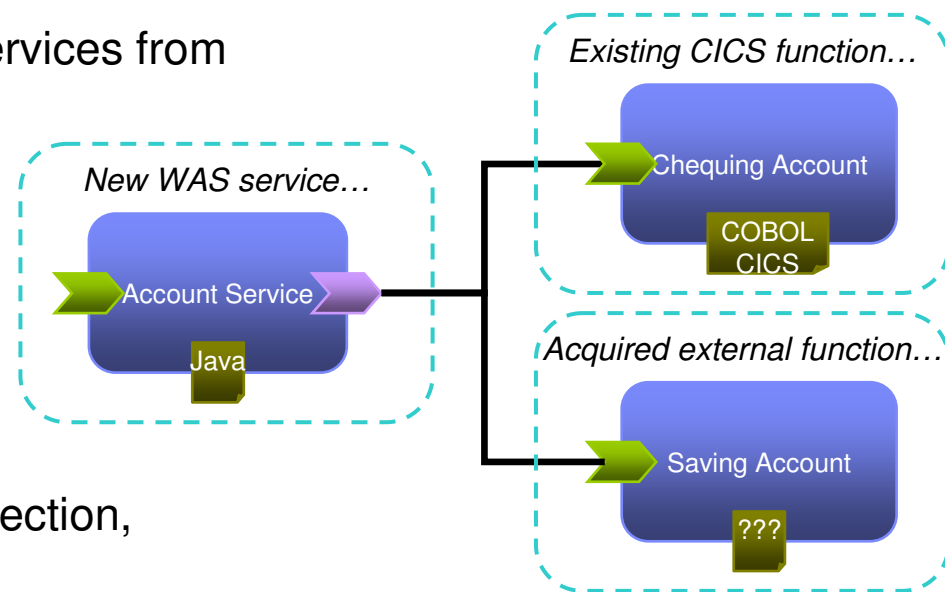 ervices from
Existing CICS function…
Chequing Account
COBOL
CICS
New WAS service…
Account Service
Java
Acquired external function…
Saving Account
???
ection,